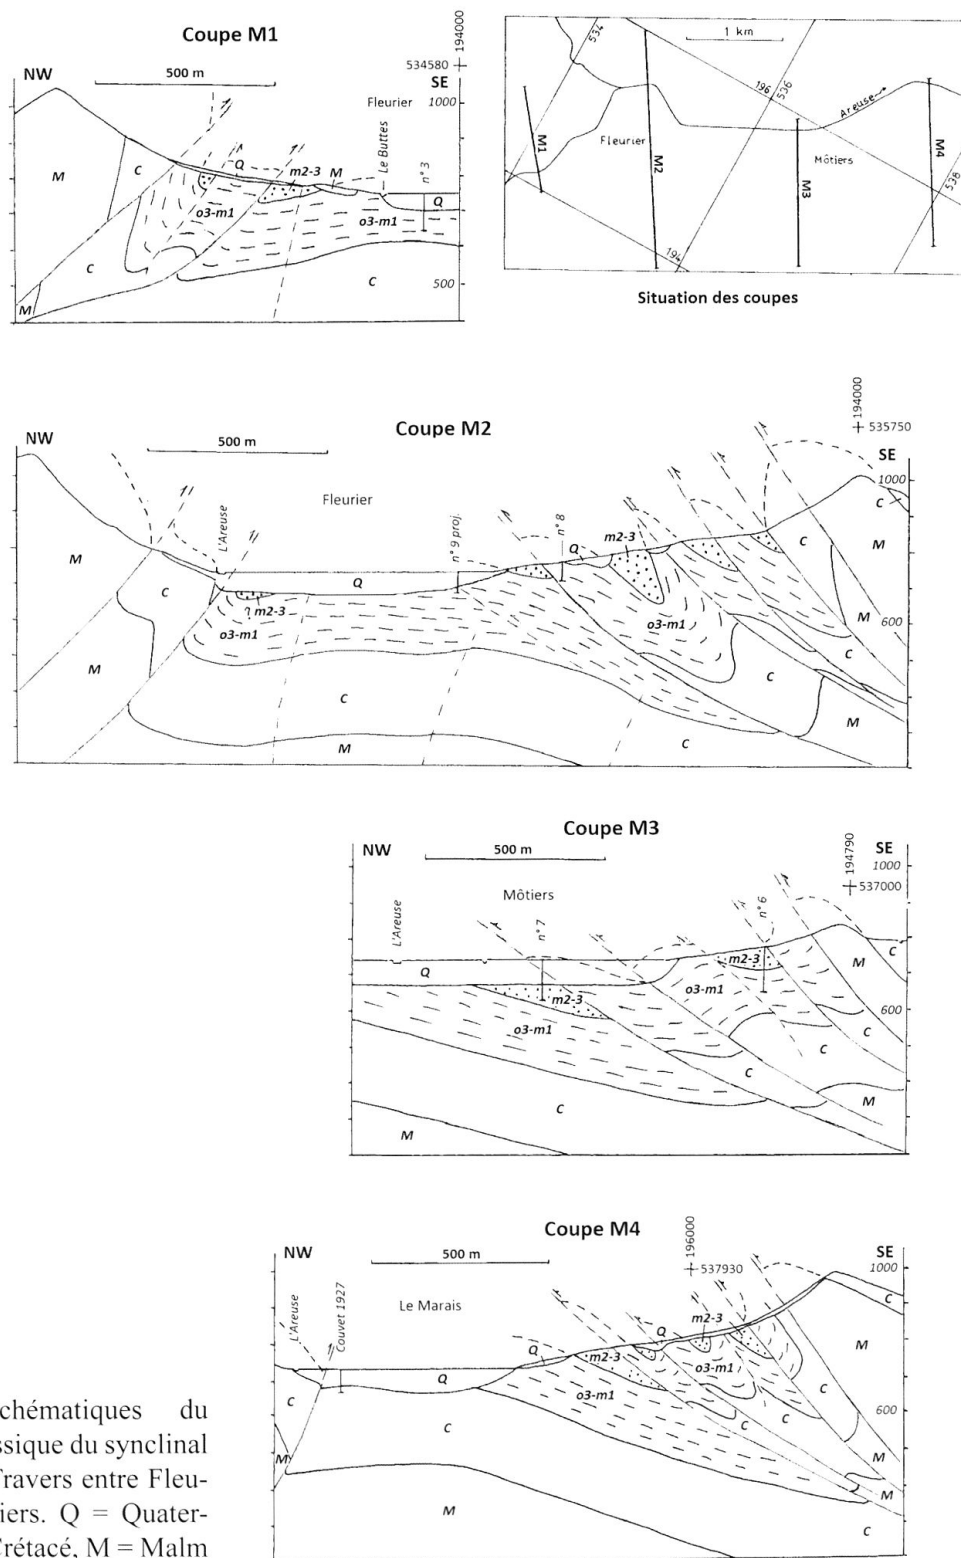 Coupe M1
194000
534580
NW
500 m
SE
Fleurier
1000
Le Buttes
n° 3
Q
m2-3
M
M
C
o3-m1
o3-m1
Q
C
C
500
M
1 km
534
196
536
Areuse
M1
Fleurier
M2
M3
Môtiers
M4
538
194
Situation des coupes
194000
535750
Coupe M2
NW
500 m
SE
1000
Fleurier
L'Areuse
n° 9 proj.
n° 8
Q
m2-3
C
C
M
M
Q
C
m2-3
o3-m1
o3-m1
M
600
C
C
M
C
M
M
C
Coupe M3
194790
537000
NW
500 m
SE
1000
Môtiers
L'Areuse
n° 7
n° 6
m2-3
M
C
Q
o3-m1
m2-3
600
o3-m1
C
C
C
C
M
M
Coupe M4
196000
537930
NW
500 m
SE
1000
L'Areuse
Couvet 1927
Le Marais
m2-3
Q
C
Q
m2-3
M
o3-m1
Q
C
o3-m1
C
600
C
C
C
M
M
M
M
C
chématiques du
ssique du synclinal
Travers entre Fleu-
iers. Q = Quater-
Crétacé, M = Malm